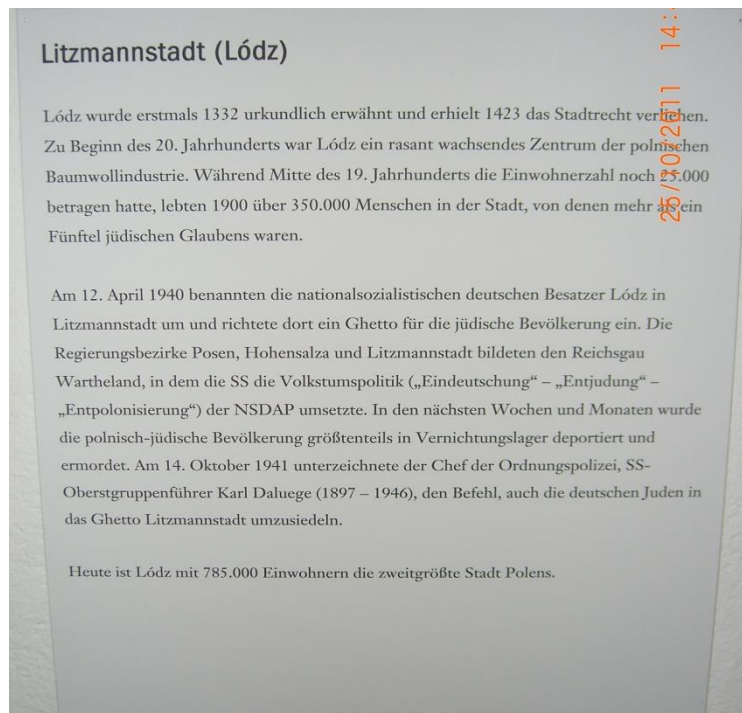 Litzmannstadt (Lódz)
Lódz wurde erstmals 1332 urkundlich erwähnt und erhielt 1423 das Stadtrecht verliehen.
Zu Beginn des 20. Jahrhunderts war Lódz ein rasant wachsendes Zentrum der polnischen
Baumwollindustrie. Während Mitte des 19. Jahrhunderts die Einwohnerzahl noch 25.000
betragen hatte, lebten 1900 über 350.000 Menschen in der Stadt, von denen mehr als ein
Fünftel jüdischen Glaubens waren.
Am 12. April 1940 benannten die nationalsozialistischen deutschen Besatzer Lódz in
Litzmannstadt um und richtete dort ein Ghetto für die jüdische Bevölkerung ein. Die
Regierungsbezirke Posen, Hohensalza und Litzmannstadt bildeten den Reichsgau
Wartheland, in dem die SS die Volkstumspolitik („Eindeutschung“ – „Entjudung“ –
„Entpolonisierung“) der NSDAP umsetzte. In den nächsten Wochen und Monaten wurde
die polnisch-jüdische Bevölkerung größtenteils in Vernichtungslager deportiert und
ermordet. Am 14. Oktober 1941 unterzeichnete der Chef der Ordnungspolizei, SS-
Oberstgruppenführer Karl Daluege (1897 – 1946), den Befehl, auch die deutschen Juden in
das Ghetto Litzmannstadt umzusiedeln.
Heute ist Lódz mit 785.000 Einwohnern die zweitgrößte Stadt Polens.
25/10/2011